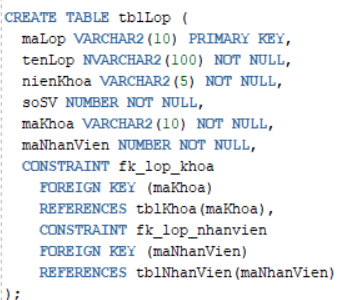 CREATE TABLE tblLop (
maLop VARCHAR2(10) PRIMARY KEY,
tenLop NVARCHAR2(100) NOT NULL,
nienKhoa VARCHAR2(5) NOT NULL,
soSV NUMBER NOT NULL,
maKhoa VARCHAR2(10) NOT NULL,
maNhanVien NUMBER NOT NULL,
CONSTRAINT fk_lop_khoa
FOREIGN KEY (maKhoa)
REFERENCES tblKhoa(maKhoa),
CONSTRAINT fk_lop_nhanvien
FOREIGN KEY (maNhanVien)
REFERENCES tblNhanVien(maNhanVien)
);